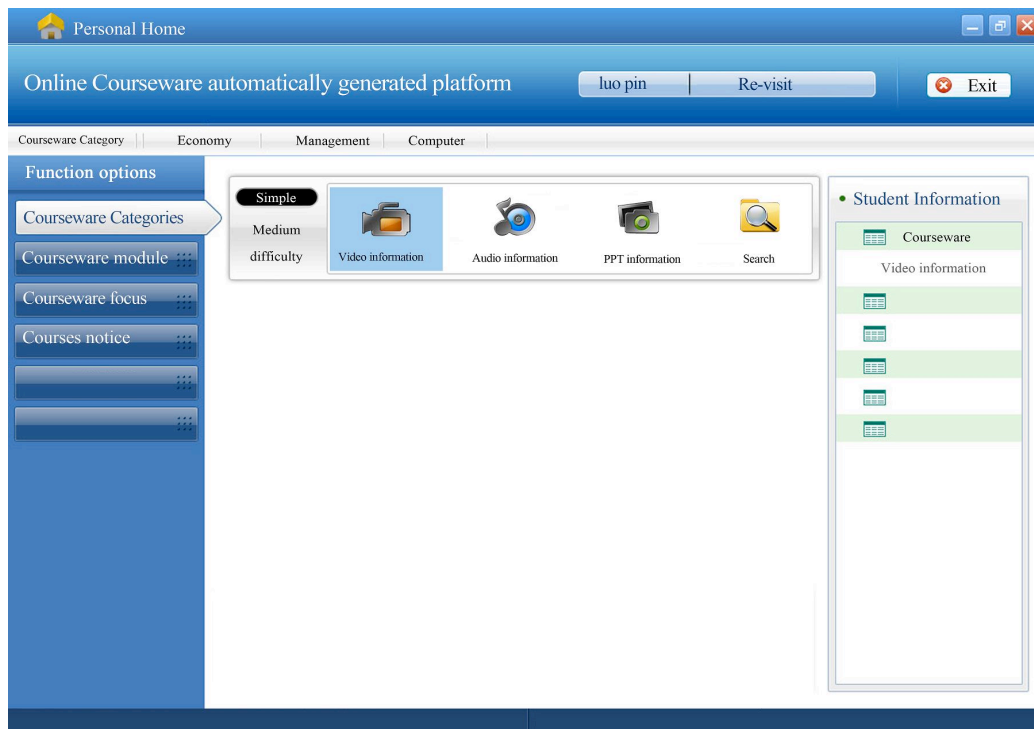 Personal Home
Online Courseware automatically generated platform
luo pin
Re-visit
Exit
Courseware Category
Economy
Management
Computer
Function options
Courseware Categories
Courseware module
Courseware focus
Courses notice
Simple
Medium
difficulty
Video information
Audio information
PPT information
Search
Student Information
Courseware
Video information